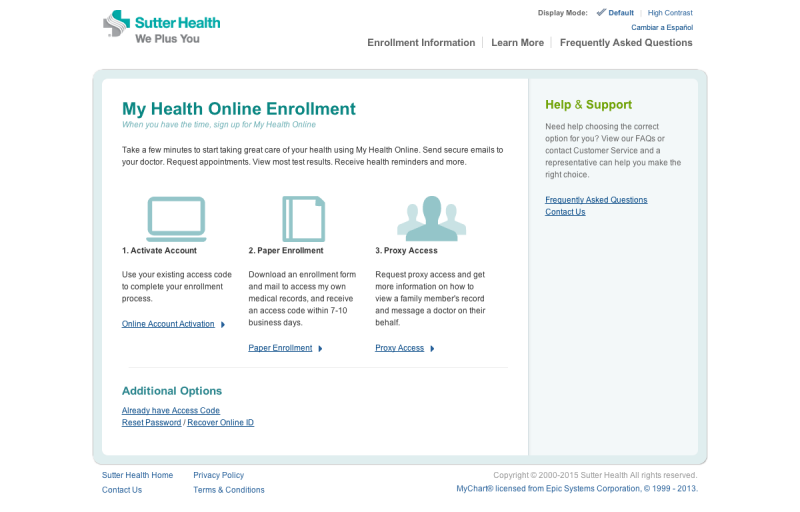 Sutter Health
We Plus You
Display Mode: Default | High Contrast
Cambiar a Español
Enrollment Information | Learn More | Frequently Asked Questions
My Health Online Enrollment
When you have the time, sign up for My Health Online
Take a few minutes to start taking great care of your health using My Health Online. Send secure emails to
your doctor. Request appointments. View most test results. Receive health reminders and more.
1. Activate Account
Use your existing access code
to complete your enrollment
process.
Online Account Activation
2. Paper Enrollment
Download an enrollment form
and mail to access my own
medical records, and receive
an access code within 7-10
business days.
Paper Enrollment
3. Proxy Access
Request proxy access and get
more information on how to
view a family member's record
and message a doctor on their
behalf.
Proxy Access
Additional Options
Already have Access Code
Reset Password / Recover Online ID
Help & Support
Need help choosing the correct
option for you? View our FAQs or
contact Customer Service and a
representative can help you make the
right choice.
Frequently Asked Questions
Contact Us
Sutter Health Home
Privacy Policy
Contact Us
Terms & Conditions
Copyright © 2000-2015 Sutter Health All rights reserved.
MyChart® licensed from Epic Systems Corporation, © 1999 - 2013.